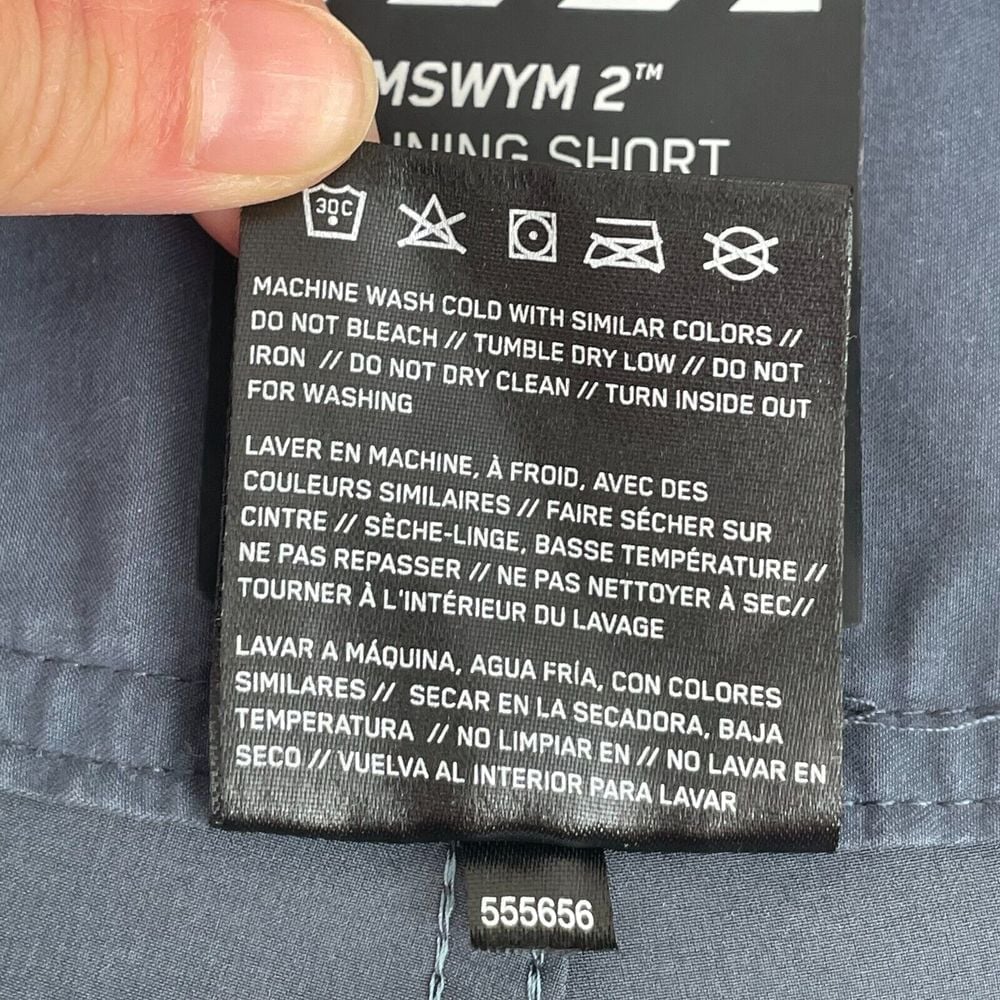 MSWYM 2™
SHORT
30C
MACHINE WASH COLD WITH SIMILAR COLORS //
DO NOT BLEACH // TUMBLE DRY LOW // DO NOT
IRON // DO NOT DRY CLEAN // TURN INSIDE OUT
FOR WASHING
LAVER EN MACHINE, À FROID, AVEC DES
COULEURS SIMILAIRES // FAIRE SÉCHER SUR
CINTRE // SÈCHE-LINGE, BASSE TEMPÉRATURE //
NE PAS REPASSER // NE PAS NETTOYER À SEC//
TOURNER À L'INTÉRIEUR DU LAVAGE
LAVAR A MÁQUINA, AGUA FRÍA, CON COLORES
SIMILARES // SECAR EN LA SECADORA, BAJA
TEMPERATURA // NO LIMPIAR EN // NO LAVAR EN
SECO // VUELVA AL INTERIOR PARA LAVAR
555656